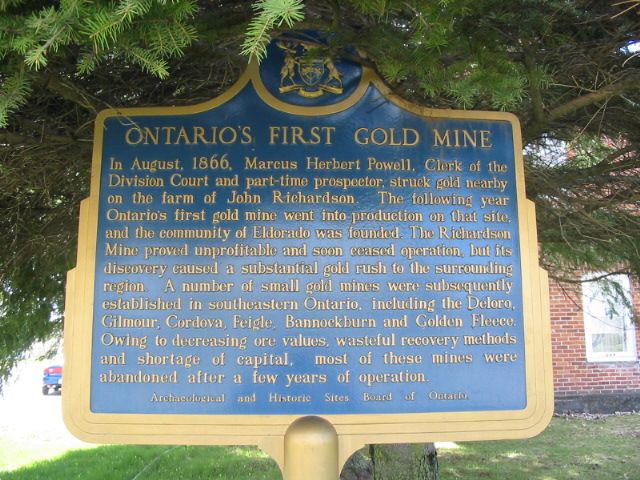 ONTARIO'S FIRST GOLD MINE
In August, 1866, Marcus Herbert Powell, Clerk of the
Division Court and part-time prospector, struck gold nearby
on the farm of John Richardson. The following year
Ontario's first gold mine went into production on that site,
and the community of Eldorado was founded. The Richardson
Mine proved unprofitable and soon ceased operation, but its
discovery caused a substantial gold rush to the surrounding
region. A number of small gold mines were subsequently
established in southeastern Ontario, including the Deloro,
Gilmour, Cordova, Feigle, Bannockburn and Golden Fleece.
Owing to decreasing ore values, wasteful recovery methods
and shortage of capital, most of these mines were
abandoned after a few years of operation.
Archaeological and Historic Sites Board of Ontario.